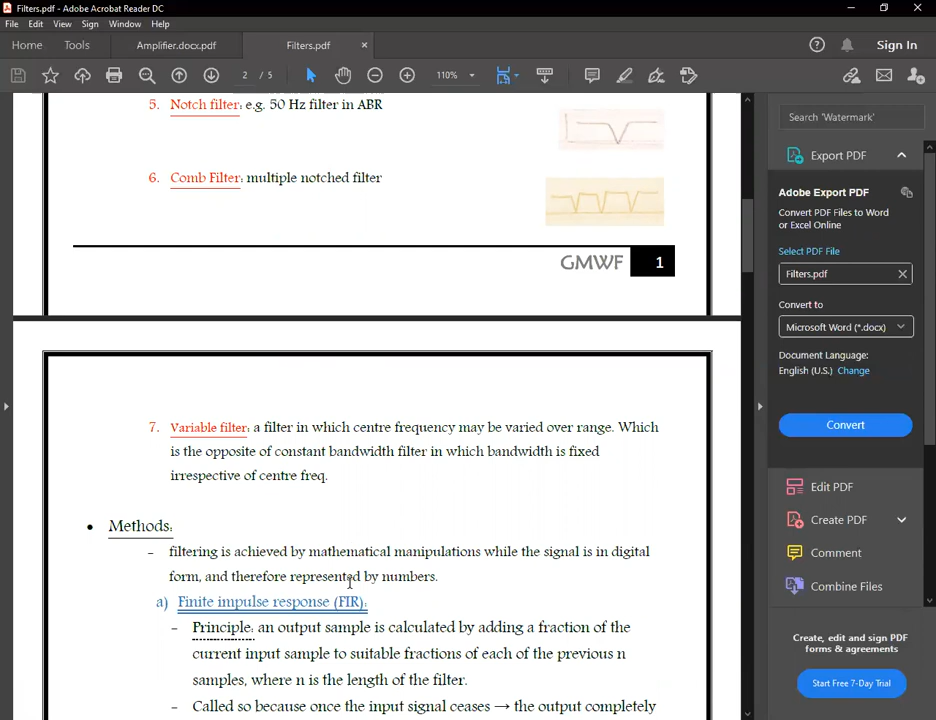 Filters.pdf - Adobe Acrobat Reader DC
File Edit View Sign Window Help
Home Tools Amplifier.docx.pdf Filters.pdf Sign In
2 / 5 110%
5. Notch filter: e.g. 50 Hz filter in ABR
6. Comb Filter: multiple notched filter
GMWF 1
7. Variable filter: a filter in which centre frequency may be varied over range. Which
is the opposite of constant bandwidth filter in which bandwidth is fixed
irrespective of centre freq.
• Methods:
- filtering is achieved by mathematical manipulations while the signal is in digital
form, and therefore represented by numbers.
a) Finite impulse response (FIR):
- Principle: an output sample is calculated by adding a fraction of the
current input sample to suitable fractions of each of the previous n
samples, where n is the length of the filter.
- Called so because once the input signal ceases → the output completely
Search 'Watermark'
Export PDF
Adobe Export PDF
Convert PDF Files to Word
or Excel Online
Select PDF File
Filters.pdf
Convert to
Microsoft Word (*.docx)
Document Language:
English (U.S.) Change
Convert
Edit PDF
Create PDF
Comment
Combine Files
Create, edit and sign PDF
forms & agreements
Start Free 7-Day Trial